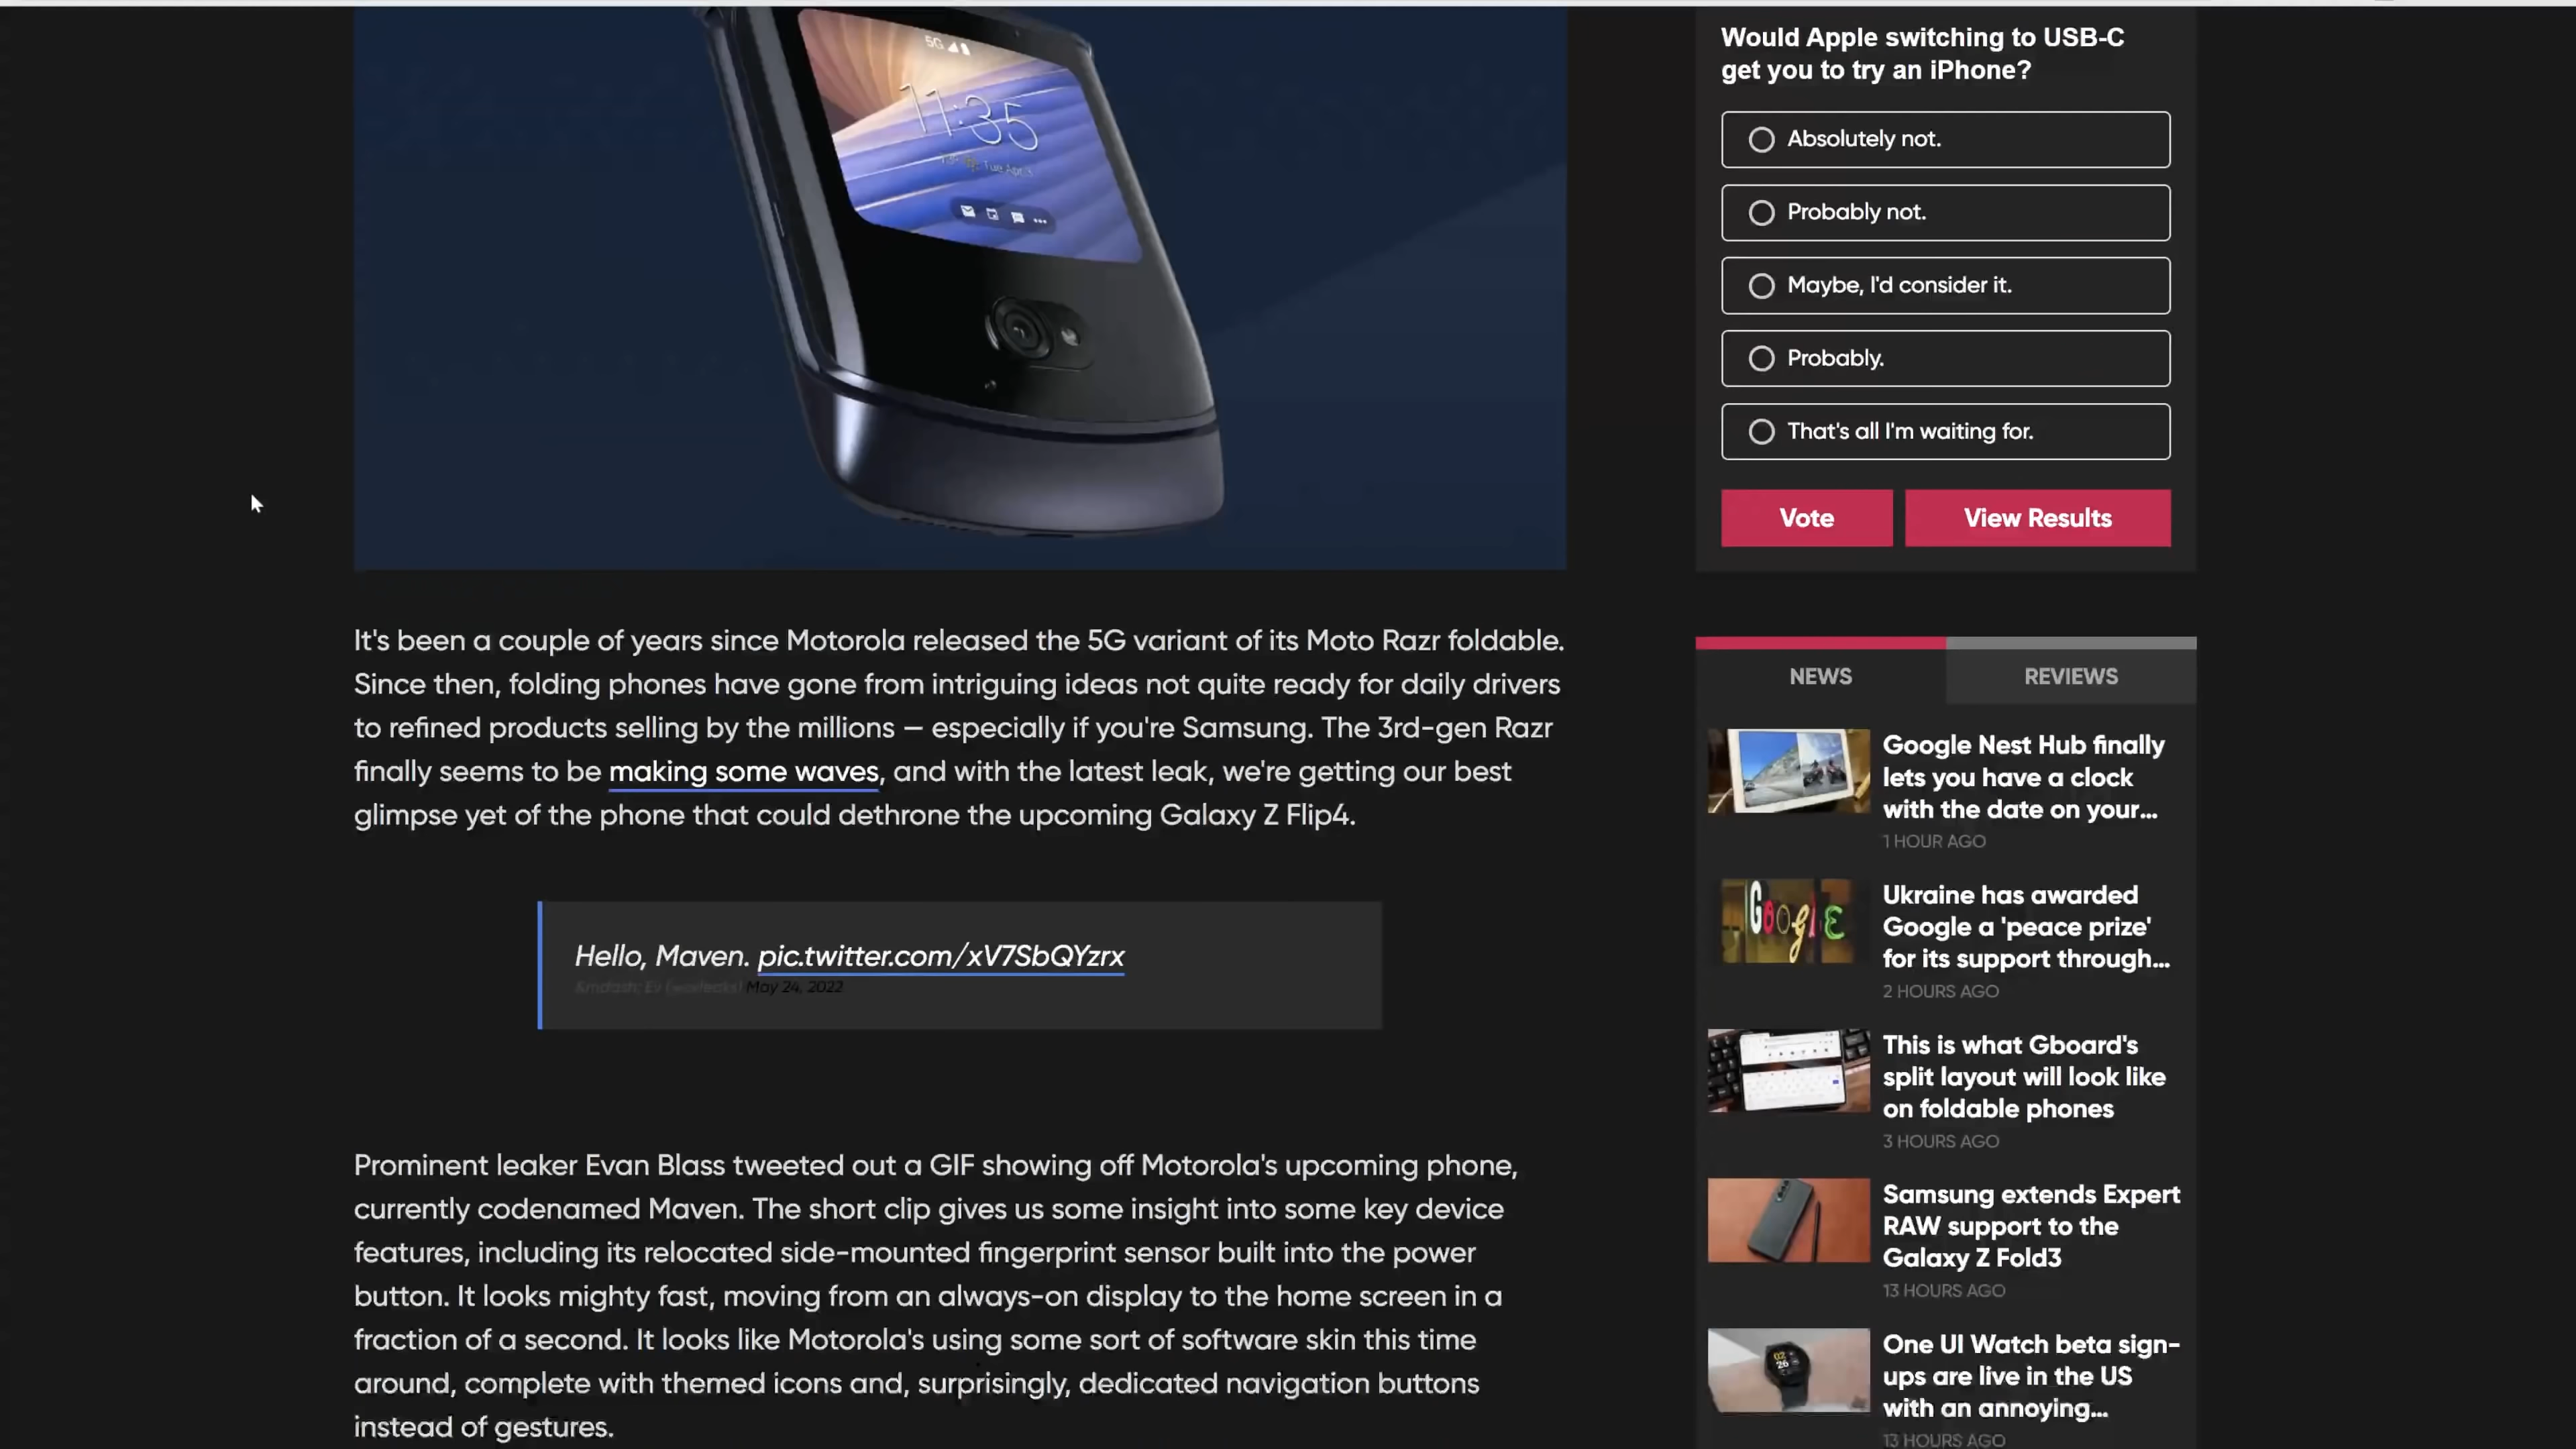 5G
11:35
Tue Apr
It's been a couple of years since Motorola released the 5G variant of its Moto Razr foldable.
Since then, folding phones have gone from intriguing ideas not quite ready for daily drivers
to refined products selling by the millions — especially if you're Samsung. The 3rd-gen Razr
finally seems to be making some waves, and with the latest leak, we're getting our best
glimpse yet of the phone that could dethrone the upcoming Galaxy Z Flip4.
Hello, Maven. pic.twitter.com/xV7SbQYzrx
&mdash; Ev (@evleaks) May 24, 2022
Prominent leaker Evan Blass tweeted out a GIF showing off Motorola's upcoming phone,
currently codenamed Maven. The short clip gives us some insight into some key device
features, including its relocated side-mounted fingerprint sensor built into the power
button. It looks mighty fast, moving from an always-on display to the home screen in a
fraction of a second. It looks like Motorola's using some sort of software skin this time
around, complete with themed icons and, surprisingly, dedicated navigation buttons
instead of gestures.
Would Apple switching to USB-C
get you to try an iPhone?
Absolutely not.
Probably not.
Maybe, I'd consider it.
Probably.
That's all I'm waiting for.
Vote
View Results
NEWS
REVIEWS
Google Nest Hub finally
lets you have a clock
with the date on your...
1 HOUR AGO
Google
Ukraine has awarded
Google a 'peace prize'
for its support through...
2 HOURS AGO
This is what Gboard's
split layout will look like
on foldable phones
3 HOURS AGO
Samsung extends Expert
RAW support to the
Galaxy Z Fold3
13 HOURS AGO
02
26
One UI Watch beta sign-
ups are live in the US
with an annoying...
13 HOURS AGO